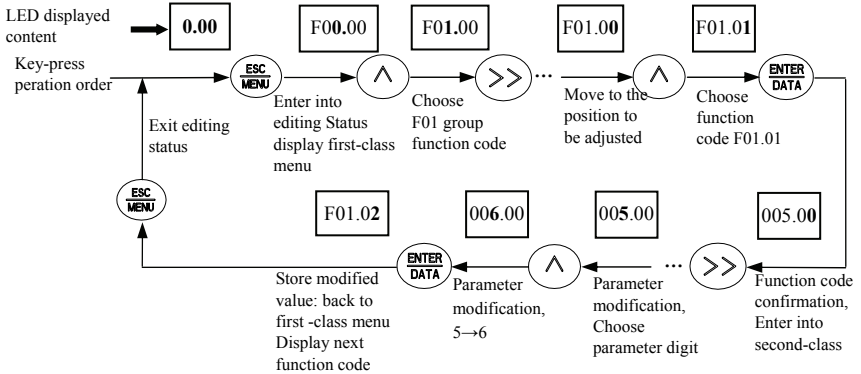 LED displayed
content
0.00
F00.00
F01.00
F01.00
F01.01
Key-press
peration order
ESC
MENU
∧
>>
...
∧
ENTER
DATA
Enter into
editing Status
display first-class
menu
Choose
F01 group
function code
Move to the
position to
be adjusted
Choose
function
code F01.01
Exit editing
status
ESC
MENU
F01.02
006.00
005.00
005.00
ENTER
DATA
∧
...
>>
Store modified
value: back to
first -class menu
Display next
function code
Parameter
modification,
5→6
Parameter
modification,
Choose
parameter digit
Function code
confirmation,
Enter into
second-class